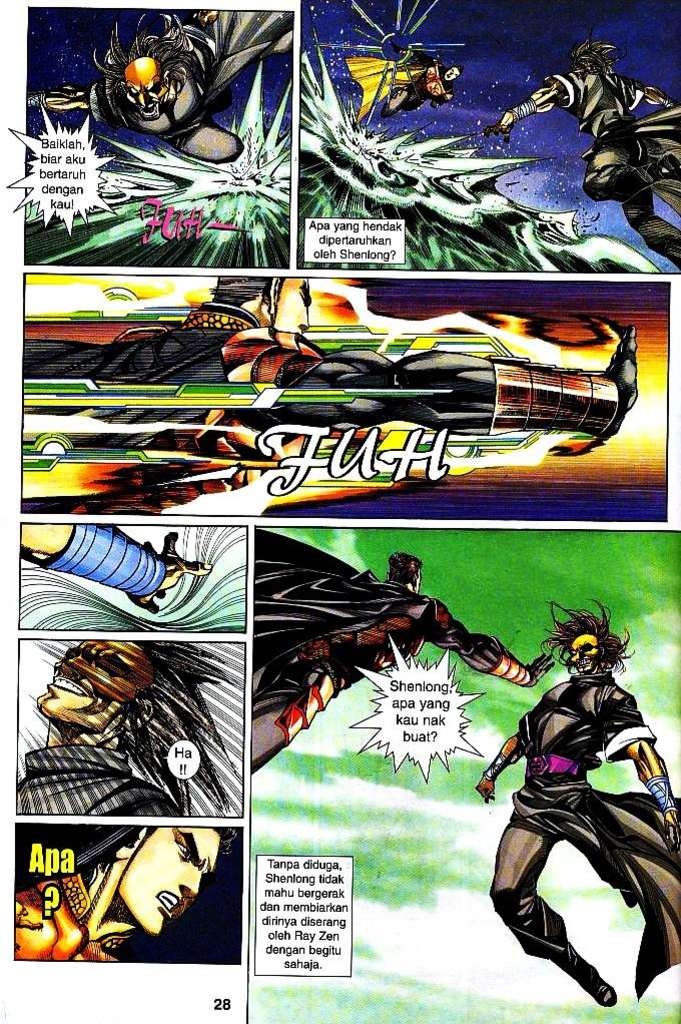 Baiklah,
biar aku
bertaruh
dengan
kau!
FUH
Apa yang hendak
dipertaruhkan
oleh Shenlong?
FUH
Ha
!!
Apa
?
Shenlong,
apa yang
kau nak
buat?
Tanpa diduga,
Shenlong tidak
mahu bergerak
dan membiarkan
dirinya diserang
oleh Ray Zen
dengan begitu
sahaja.
28